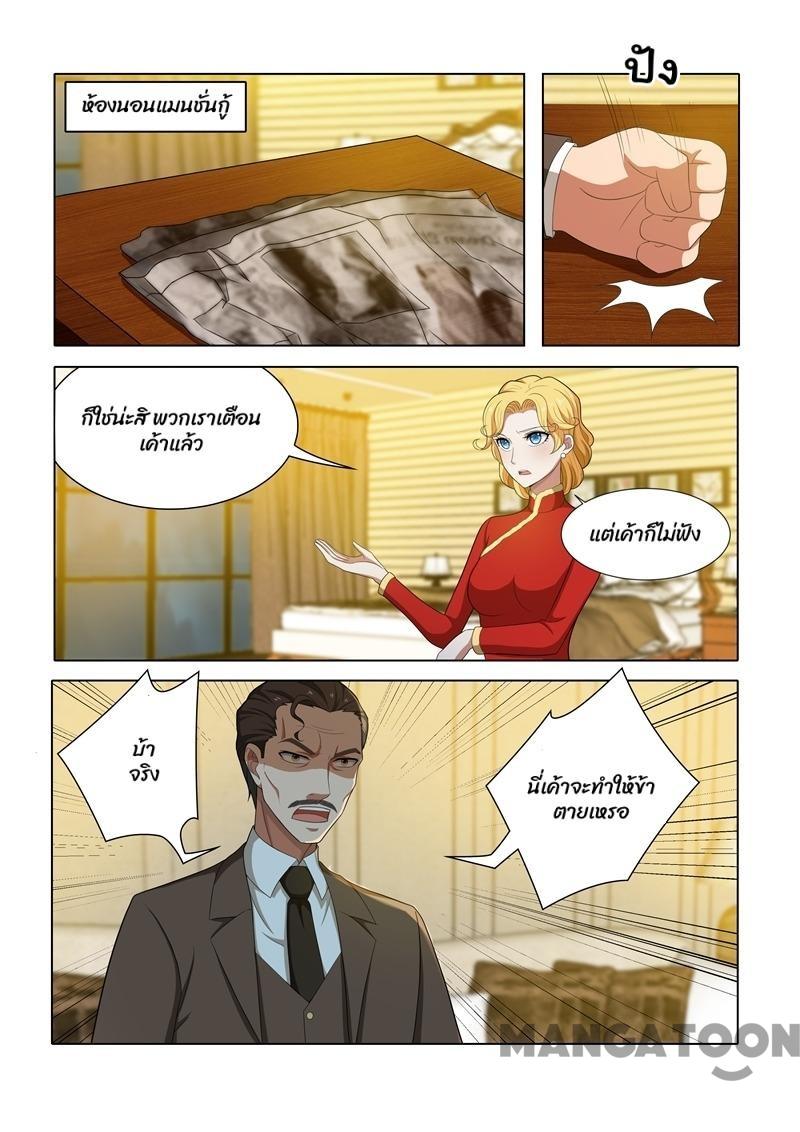 ห้องนอนแมนชั่นกู้
ปัง
ก็ใช่น่ะสิ พวกเราเตือน
เค้าแล้ว
แต่เค้าก็ไม่ฟัง
บ้า
จริง
นี่เค้าจะทำให้ข้า
ตายเหรอ
MANGATOON